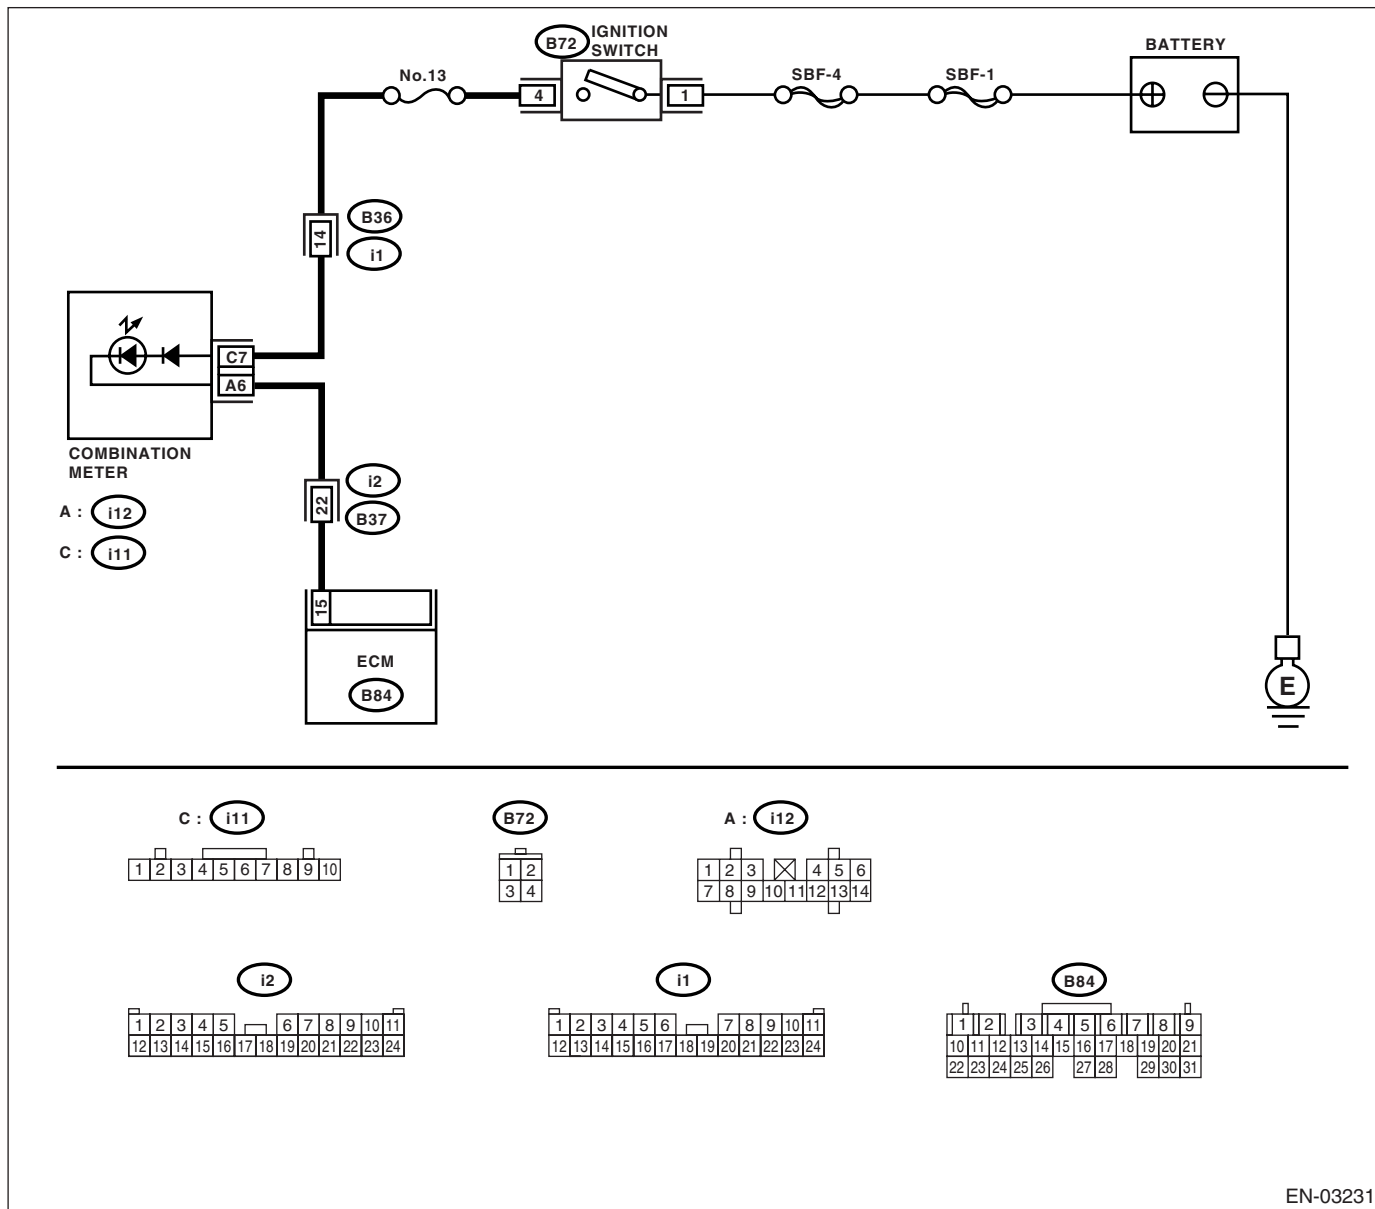 B72 IGNITION
SWITCH
BATTERY
No.13
SBF-4
SBF-1
4
1
14
B36
i1
C7
A6
COMBINATION
METER
A : i12
C : i11
22
i2
B37
15
ECM
B84
E
C : i11
B72
A : i12
1 2 3 4 5 6 7 8 9 10
1 2
3 4
1 2 3 4 5 6
7 8 9 10 11 12 13 14
i2
i1
B84
1 2 3 4 5 6 7 8 9 10 11
12 13 14 15 16 17 18 19 20 21 22 23 24
1 2 3 4 5 6 7 8 9 10 11
12 13 14 15 16 17 18 19 20 21 22 23 24
1 2 3 4 5 6 7 8 9
10 11 12 13 14 15 16 17 18 19 20 21
22 23 24 25 26 27 28 29 30 31
EN-03231